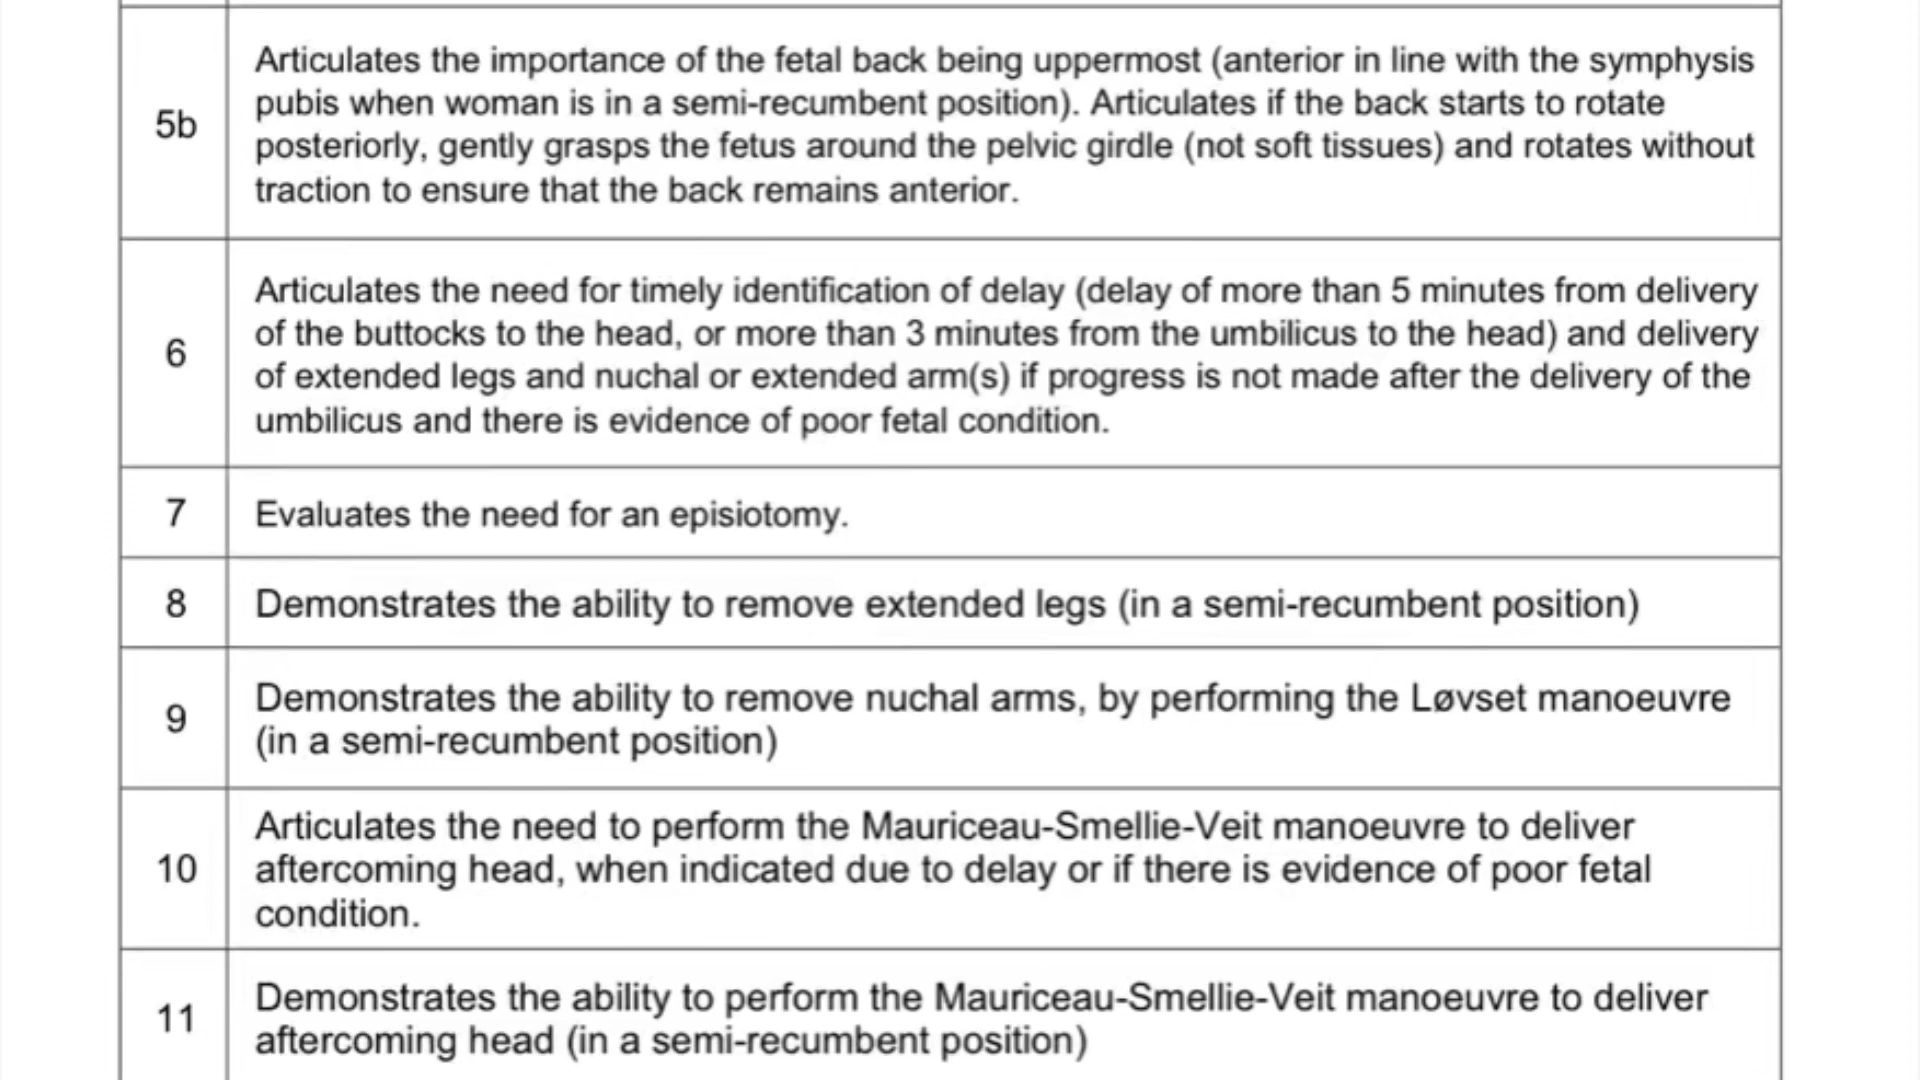 5b
Articulates the importance of the fetal back being uppermost (anterior in line with the symphysis
pubis when woman is in a semi-recumbent position). Articulates if the back starts to rotate
posteriorly, gently grasps the fetus around the pelvic girdle (not soft tissues) and rotates without
traction to ensure that the back remains anterior.
6
Articulates the need for timely identification of delay (delay of more than 5 minutes from delivery
of the buttocks to the head, or more than 3 minutes from the umbilicus to the head) and delivery
of extended legs and nuchal or extended arm(s) if progress is not made after the delivery of the
umbilicus and there is evidence of poor fetal condition.
7
Evaluates the need for an episiotomy.
8
Demonstrates the ability to remove extended legs (in a semi-recumbent position)
9
Demonstrates the ability to remove nuchal arms, by performing the Løvset manoeuvre
(in a semi-recumbent position)
10
Articulates the need to perform the Mauriceau-Smellie-Veit manoeuvre to deliver
aftercoming head, when indicated due to delay or if there is evidence of poor fetal
condition.
11
Demonstrates the ability to perform the Mauriceau-Smellie-Veit manoeuvre to deliver
aftercoming head (in a semi-recumbent position)